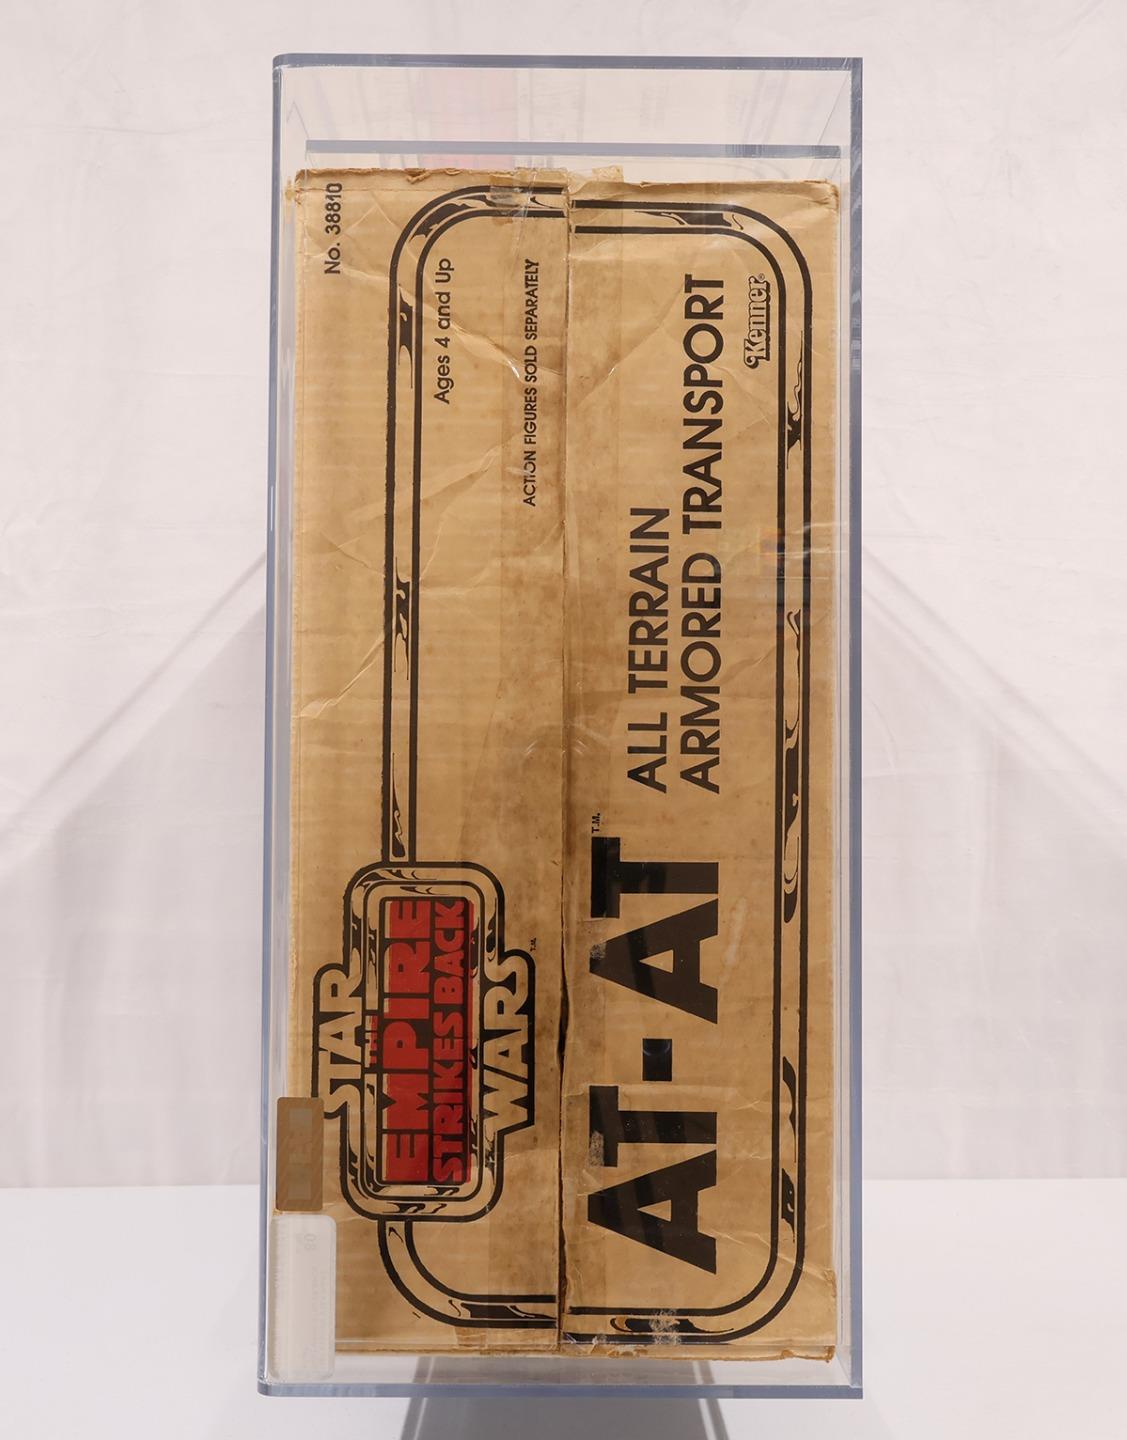 No. 38810
Ages 4 and Up
ACTION FIGURES SOLD SEPARATELY
STAR
THE
EMPIRE
STRIKES BACK
WARS T.M.
AT-AT T.M.
ALL TERRAIN
ARMORED TRANSPORT
Kenner®